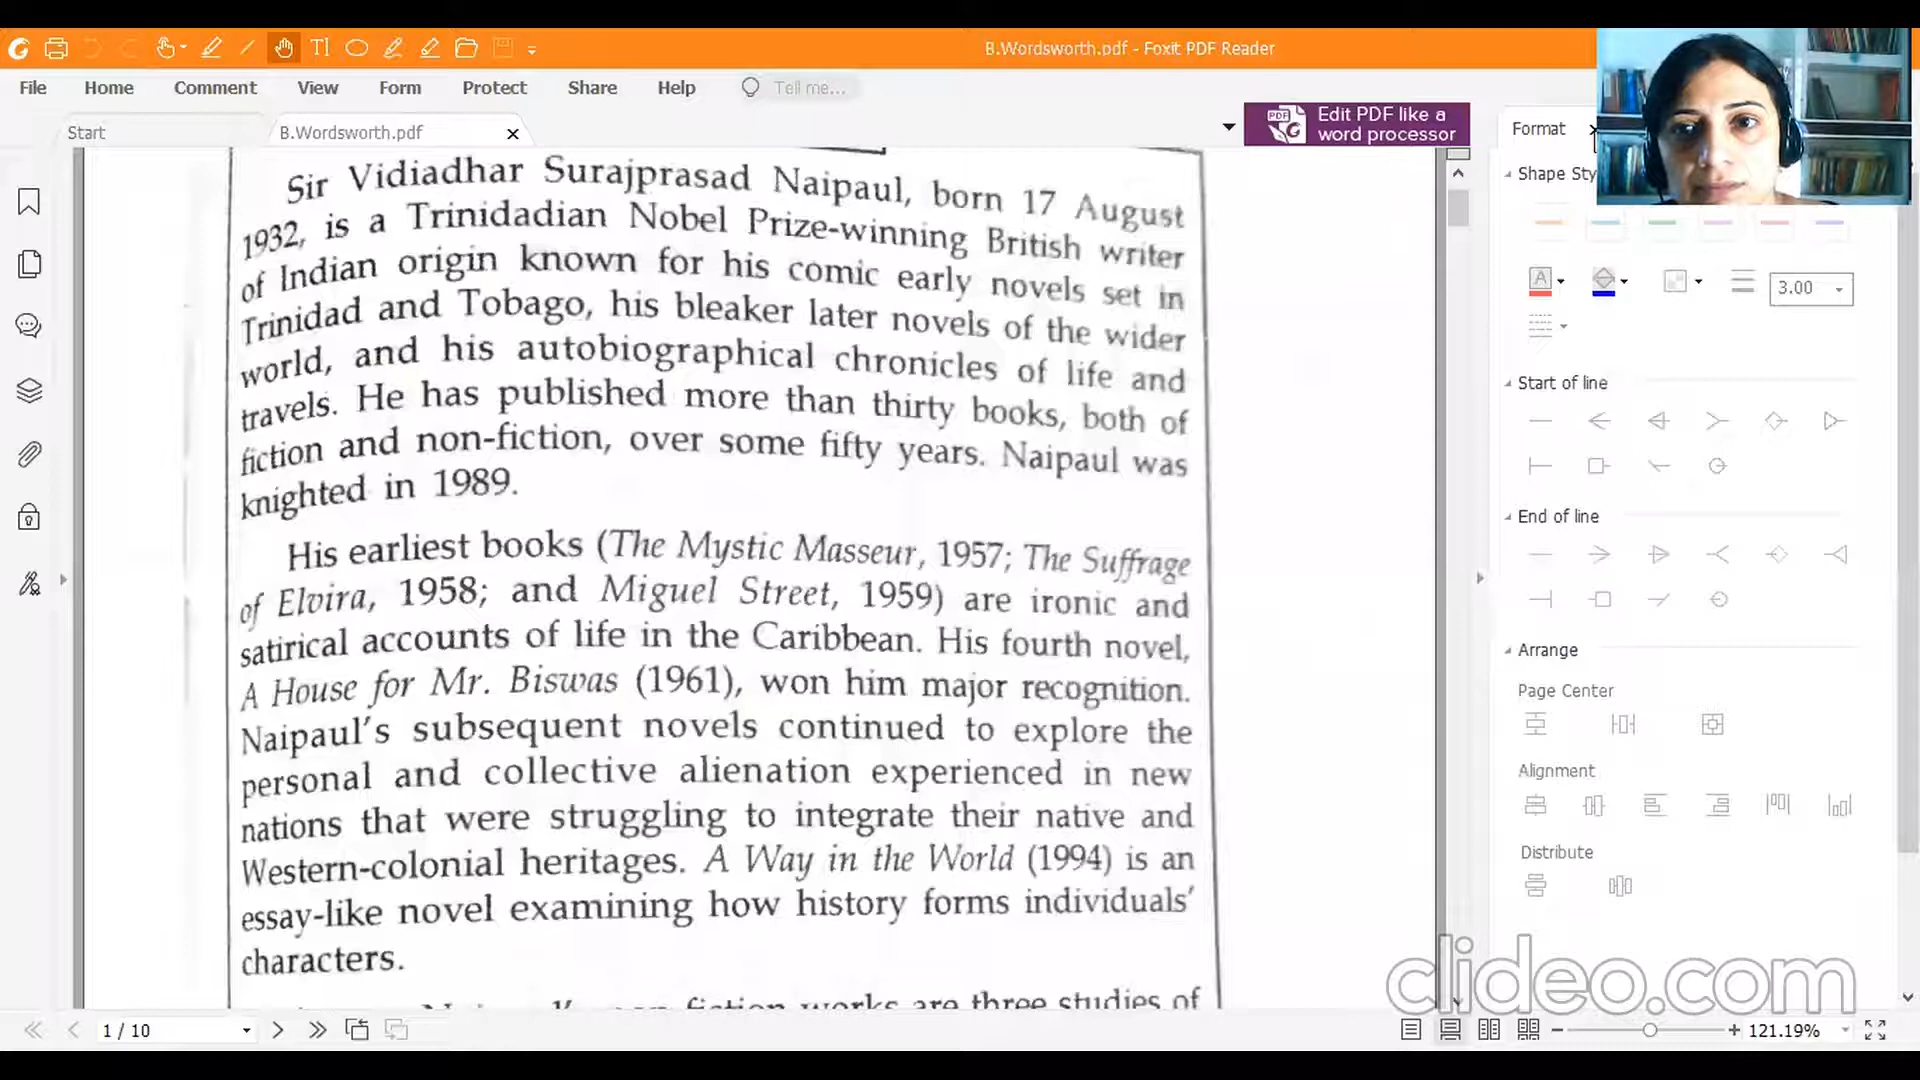 B.Wordsworth.pdf - Foxit PDF Reader
File Home Comment View Form Protect Share Help Tell me...
Start B.Wordsworth.pdf
Edit PDF like a
word processor
Sir Vidiadhar Surajprasad Naipaul, born 17 August
1932, is a Trinidadian Nobel Prize-winning British writer
of Indian origin known for his comic early novels set in
Trinidad and Tobago, his bleaker later novels of the wider
world, and his autobiographical chronicles of life and
travels. He has published more than thirty books, both of
fiction and non-fiction, over some fifty years. Naipaul was
knighted in 1989.
His earliest books (The Mystic Masseur, 1957; The Suffrage
of Elvira, 1958; and Miguel Street, 1959) are ironic and
satirical accounts of life in the Caribbean. His fourth novel,
A House for Mr. Biswas (1961), won him major recognition.
Naipaul's subsequent novels continued to explore the
personal and collective alienation experienced in new
nations that were struggling to integrate their native and
Western-colonial heritages. A Way in the World (1994) is an
essay-like novel examining how history forms individuals'
characters.
fiction works are three studies of
Format
Shape Sty
3.00
Start of line
End of line
Arrange
Page Center
Alignment
Distribute
clideo.com
1 / 10
121.19%